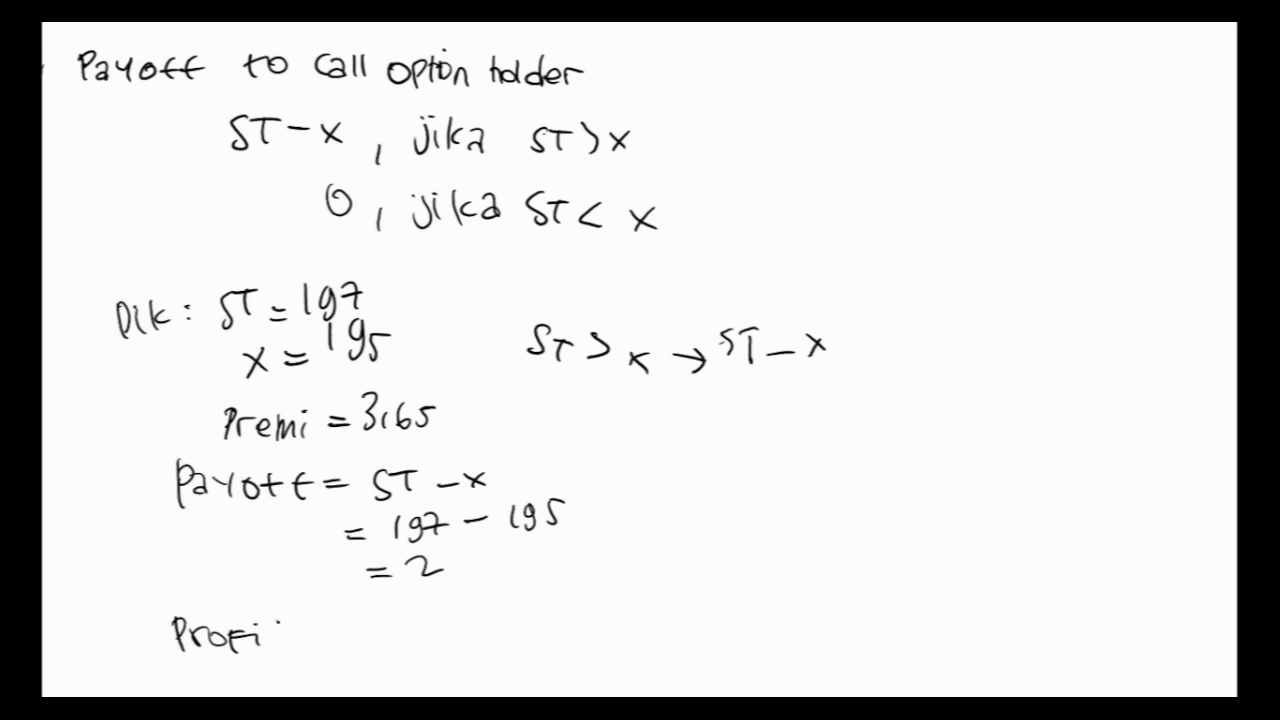 Payoff to call option holder
ST - x , jika ST > x
0 , jika ST < x
Dik : ST = 197
x = 195 ST > x → ST - x
Premi = 3,65
Payoff = ST - x
= 197 - 195
= 2
Profi